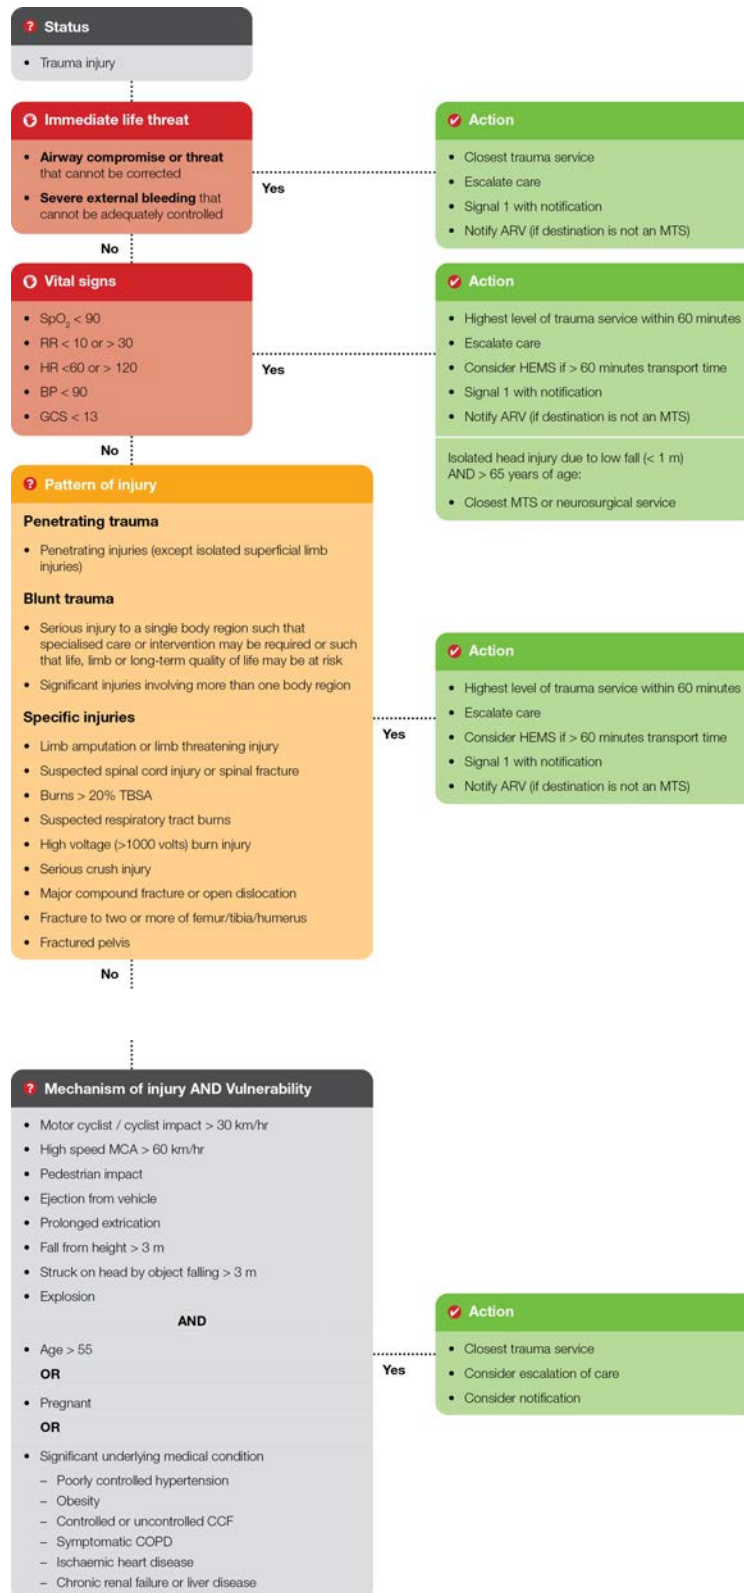 Status
• Trauma injury
Immediate life threat
• Airway compromise or threat
that cannot be corrected
• Severe external bleeding that
cannot be adequately controlled
Yes
Action
• Closest trauma service
• Escalate care
• Signal 1 with notification
• Notify ARV (if destination is not an MTS)
No
Vital signs
• SpO₂ < 90
• RR < 10 or > 30
• HR <60 or > 120
• BP < 90
• GCS < 13
Yes
Action
• Highest level of trauma service within 60 minutes
• Escalate care
• Consider HEMS if > 60 minutes transport time
• Signal 1 with notification
• Notify ARV (if destination is not an MTS)
Isolated head injury due to low fall (< 1 m)
AND > 65 years of age:
• Closest MTS or neurosurgical service
No
Pattern of injury
Penetrating trauma
• Penetrating injuries (except isolated superficial limb
injuries)
Blunt trauma
• Serious injury to a single body region such that
specialised care or intervention may be required or such
that life, limb or long-term quality of life may be at risk
• Significant injuries involving more than one body region
Specific injuries
• Limb amputation or limb threatening injury
• Suspected spinal cord injury or spinal fracture
• Burns > 20% TBSA
• Suspected respiratory tract burns
• High voltage (>1000 volts) burn injury
• Serious crush injury
• Major compound fracture or open dislocation
• Fracture to two or more of femur/tibia/humerus
• Fractured pelvis
Yes
Action
• Highest level of trauma service within 60 minutes
• Escalate care
• Consider HEMS if > 60 minutes transport time
• Signal 1 with notification
• Notify ARV (if destination is not an MTS)
No
Mechanism of injury AND Vulnerability
• Motor cyclist / cyclist impact > 30 km/hr
• High speed MCA > 60 km/hr
• Pedestrian impact
• Ejection from vehicle
• Prolonged extrication
• Fall from height > 3 m
• Struck on head by object falling > 3 m
• Explosion
AND
• Age > 55
OR
• Pregnant
OR
• Significant underlying medical condition
– Poorly controlled hypertension
– Obesity
– Controlled or uncontrolled CCF
– Symptomatic COPD
– Ischaemic heart disease
– Chronic renal failure or liver disease
Yes
Action
• Closest trauma service
• Consider escalation of care
• Consider notification